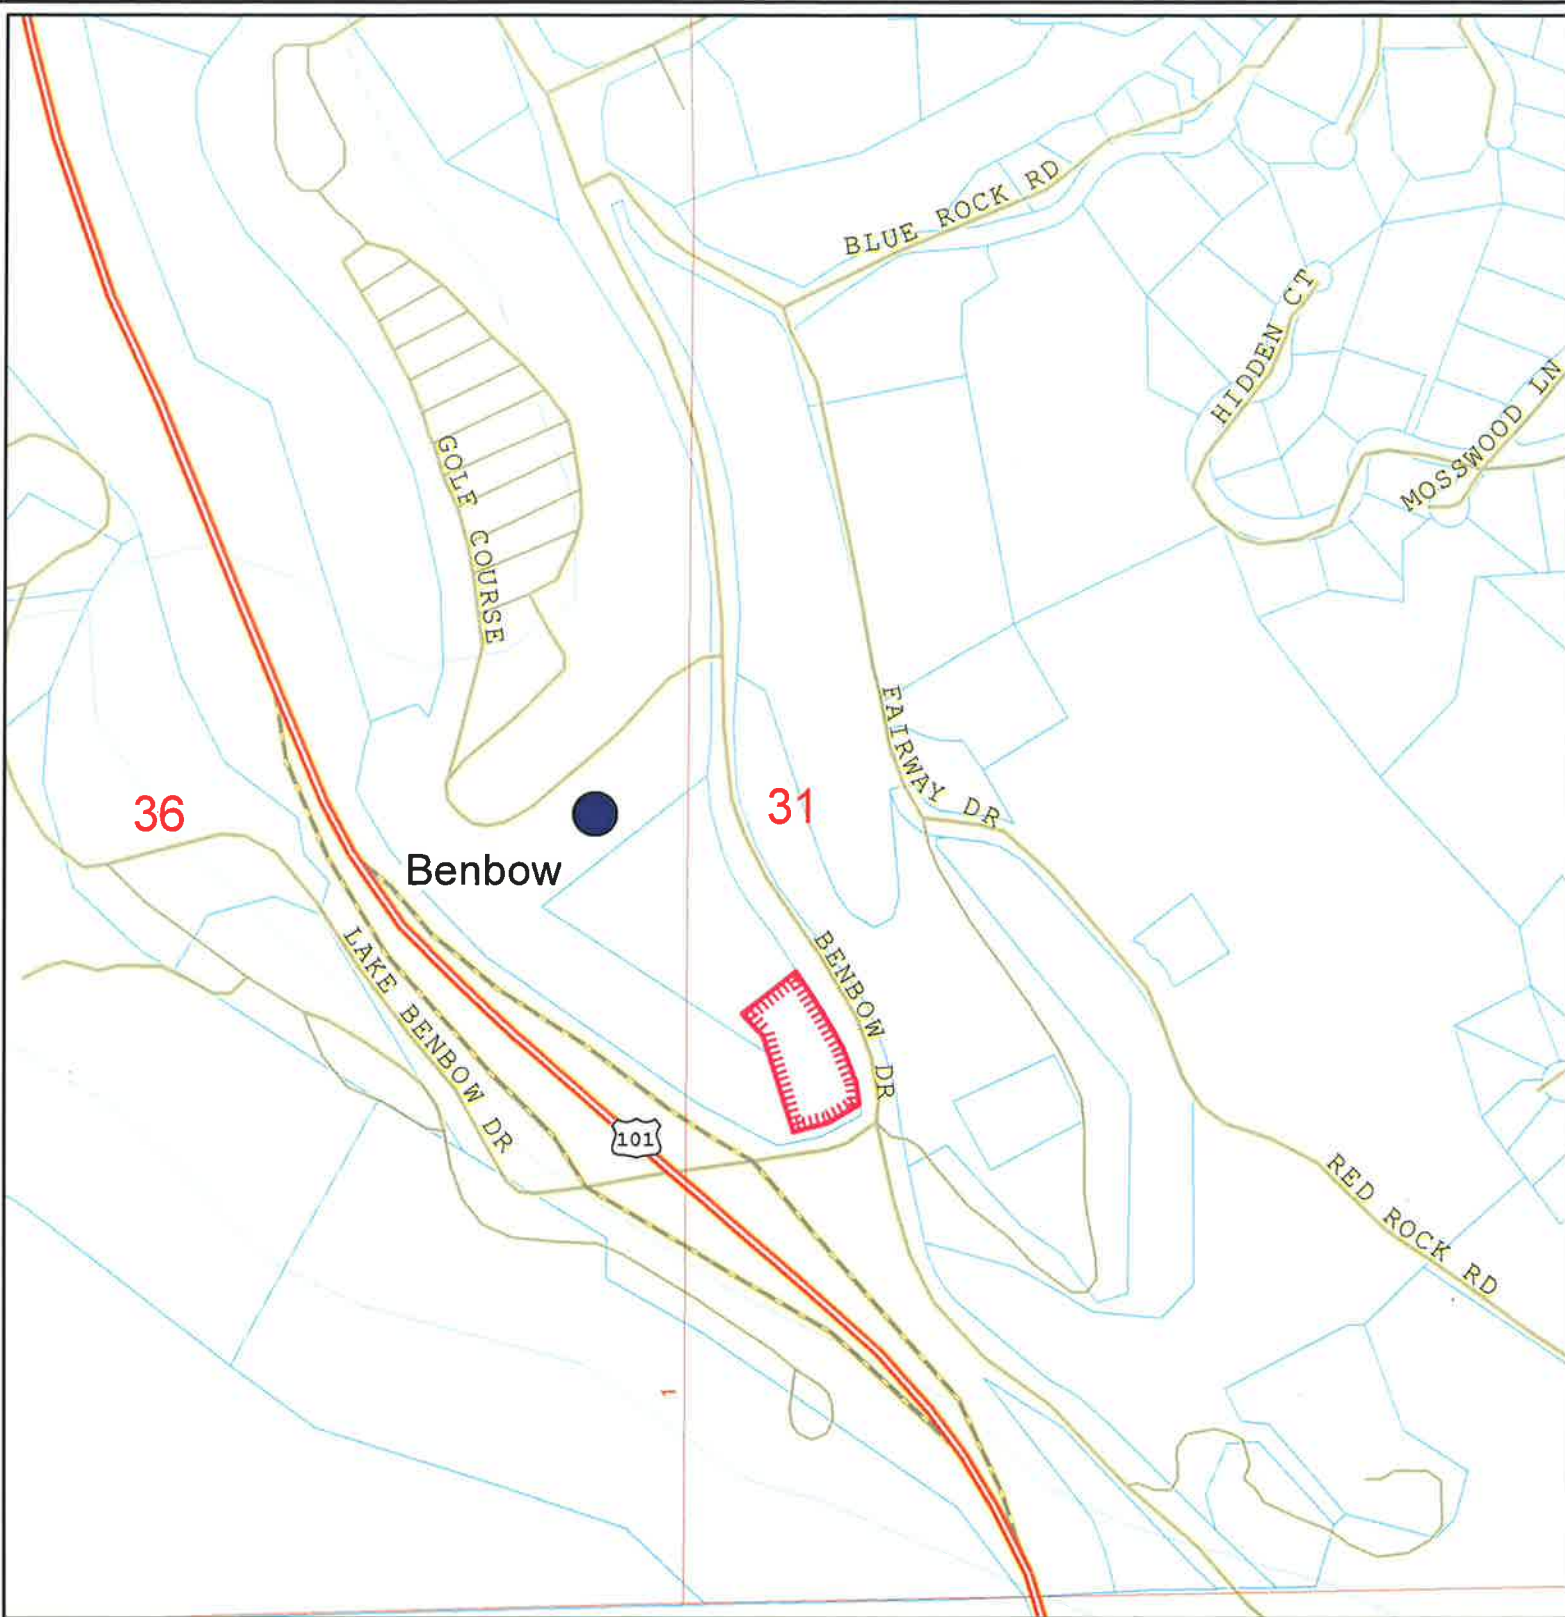 BLUE ROCK RD
HIDDEN CT
MOSSWOOD LN
GOLF COURSE
FAIRWAY DR
36
31
Benbow
LAKE BENBOW DR
BENBOW DR
101
RED ROCK RD
1